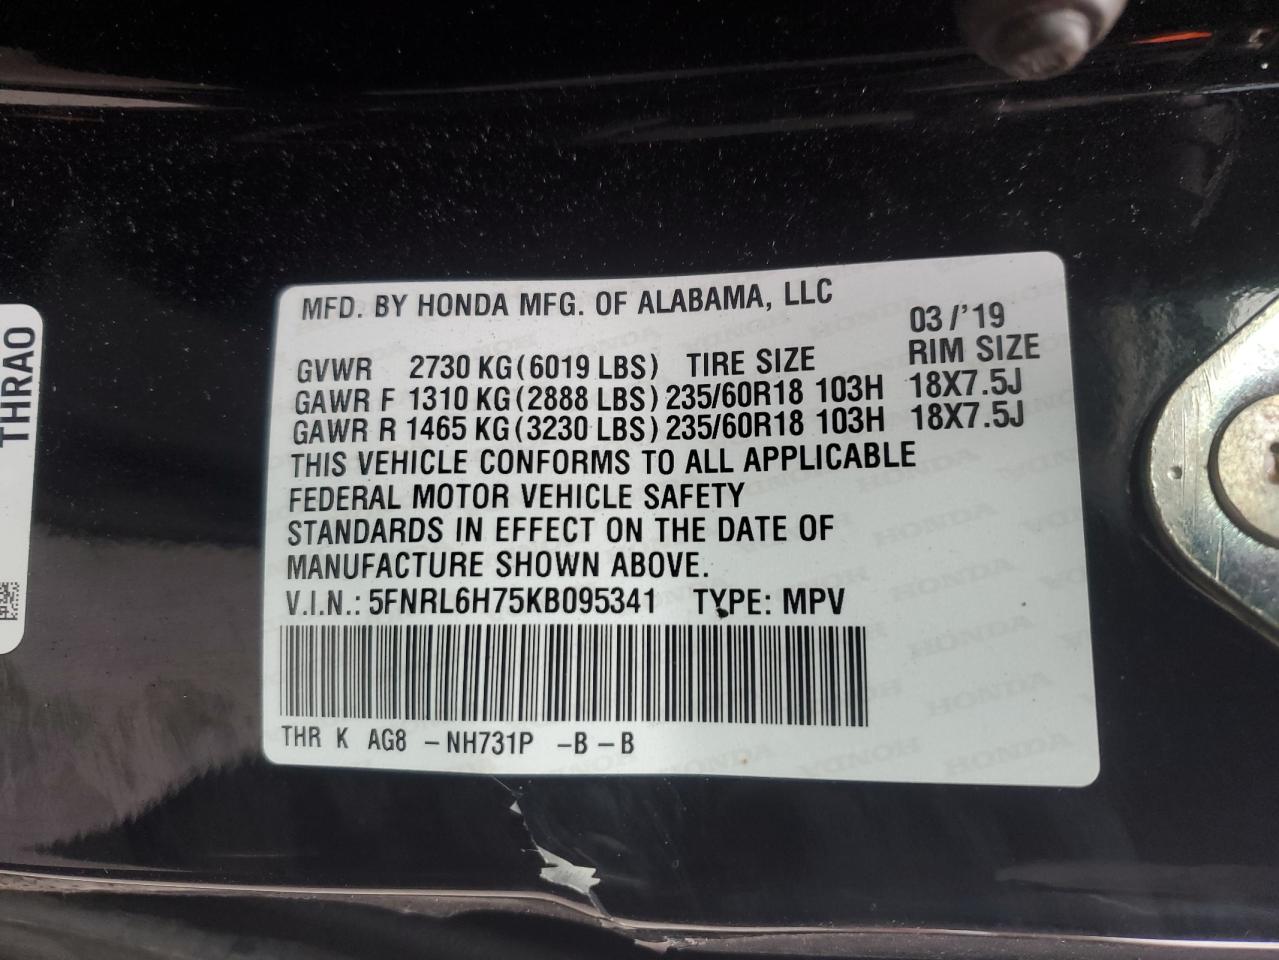 MFD. BY HONDA MFG. OF ALABAMA, LLC
03/'19
GVWR 2730 KG (6019 LBS) TIRE SIZE RIM SIZE
GAWR F 1310 KG (2888 LBS) 235/60R18 103H 18X7.5J
GAWR R 1465 KG (3230 LBS) 235/60R18 103H 18X7.5J
THIS VEHICLE CONFORMS TO ALL APPLICABLE
FEDERAL MOTOR VEHICLE SAFETY
STANDARDS IN EFFECT ON THE DATE OF
MANUFACTURE SHOWN ABOVE.
V.I.N.: 5FNRL6H75KB095341 TYPE: MPV
THR K AG8 -NH731P -B-B
THRA0